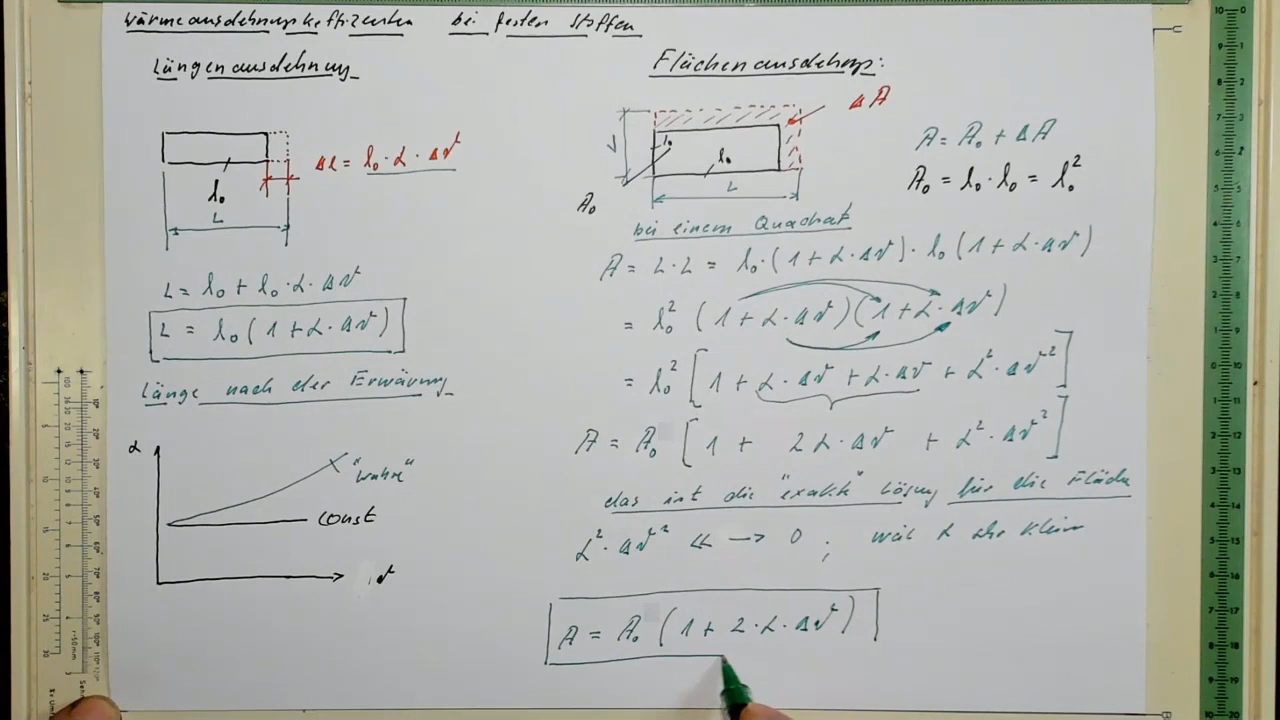 Wärmeausdehnungskoeffizienten bei festen Stoffen
Längenausdehnung
l₀
L
Δl = l₀ · α · Δϑ
L = l₀ + l₀ · α · Δϑ
L = l₀ ( 1 + α · Δϑ )
Länge nach der Erwärmung
α
"wahre"
const
ϑ
Flächenausdehng:
ΔA
l₀
l₀
L
L
A₀
A = A₀ + ΔA
A₀ = l₀ · l₀ = l₀²
bei einem Quadrat
A = L · L = l₀ · ( 1 + α · Δϑ ) · l₀ ( 1 + α · Δϑ )
= l₀² ( 1 + α · Δϑ ) ( 1 + α · Δϑ )
= l₀² [ 1 + α · Δϑ + α · Δϑ + α² · Δϑ² ]
A = A₀ [ 1 + 2 α · Δϑ + α² · Δϑ² ]
das ist die "exakte" Lösung für die Fläche
α² · Δϑ² ≪ → 0 ; weil α sehr klein
A = A₀ ( 1 + 2 · α · Δϑ )